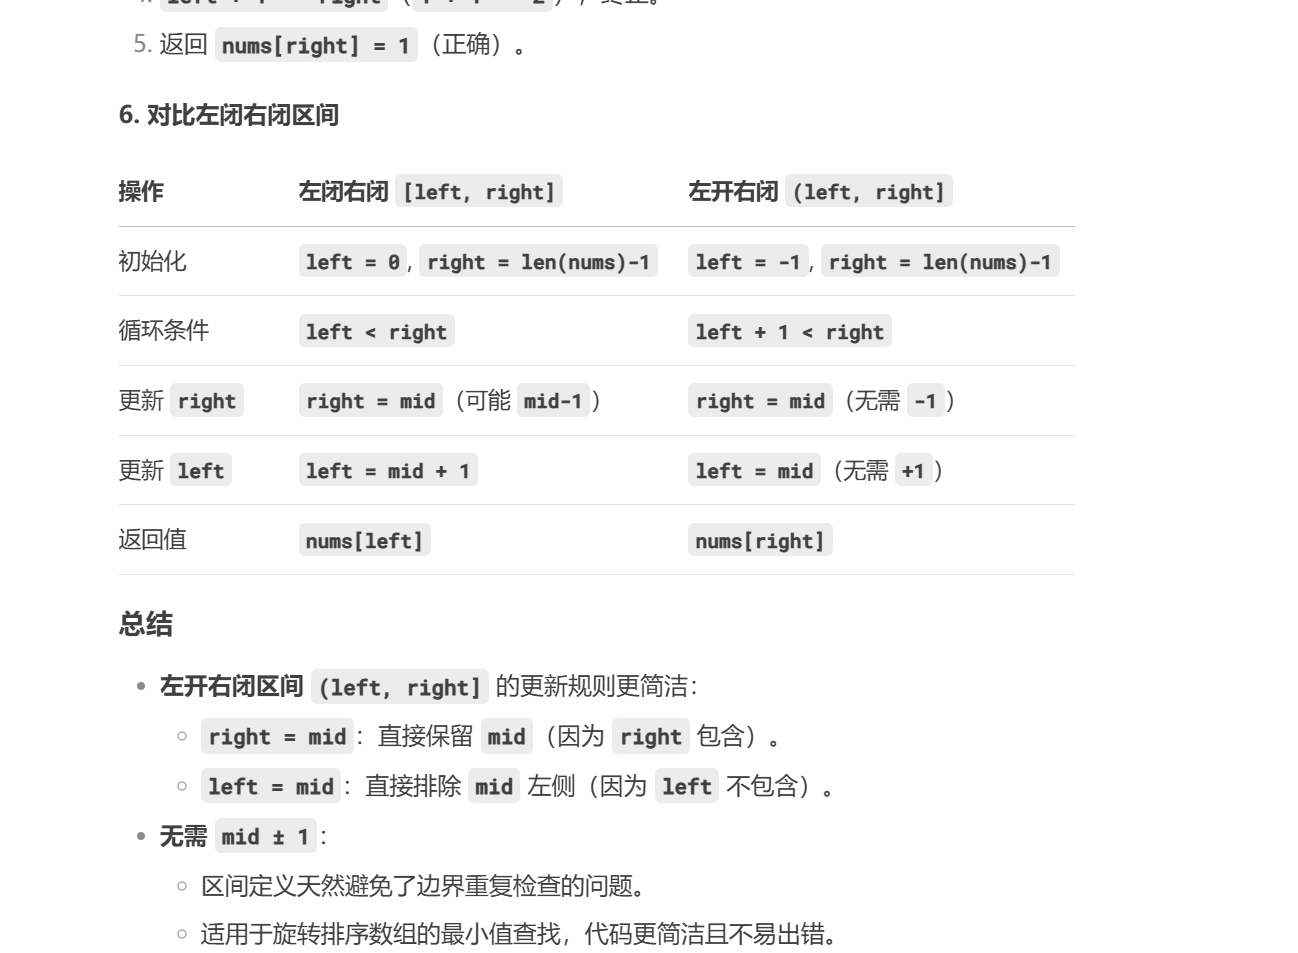 5. 返回 nums[right] = 1（正确）。
6. 对比左闭右闭区间
操作 左闭右闭 [left, right] 左开右闭 (left, right]
初始化 left = 0, right = len(nums)-1 left = -1, right = len(nums)-1
循环条件 left < right left + 1 < right
更新 right right = mid（可能 mid-1） right = mid（无需 -1）
更新 left left = mid + 1 left = mid（无需 +1）
返回值 nums[left] nums[right]
总结
左开右闭区间 (left, right] 的更新规则更简洁：
right = mid：直接保留 mid（因为 right 包含）。
left = mid：直接排除 mid 左侧（因为 left 不包含）。
无需 mid ± 1：
区间定义天然避免了边界重复检查的问题。
适用于旋转排序数组的最小值查找，代码更简洁且不易出错。